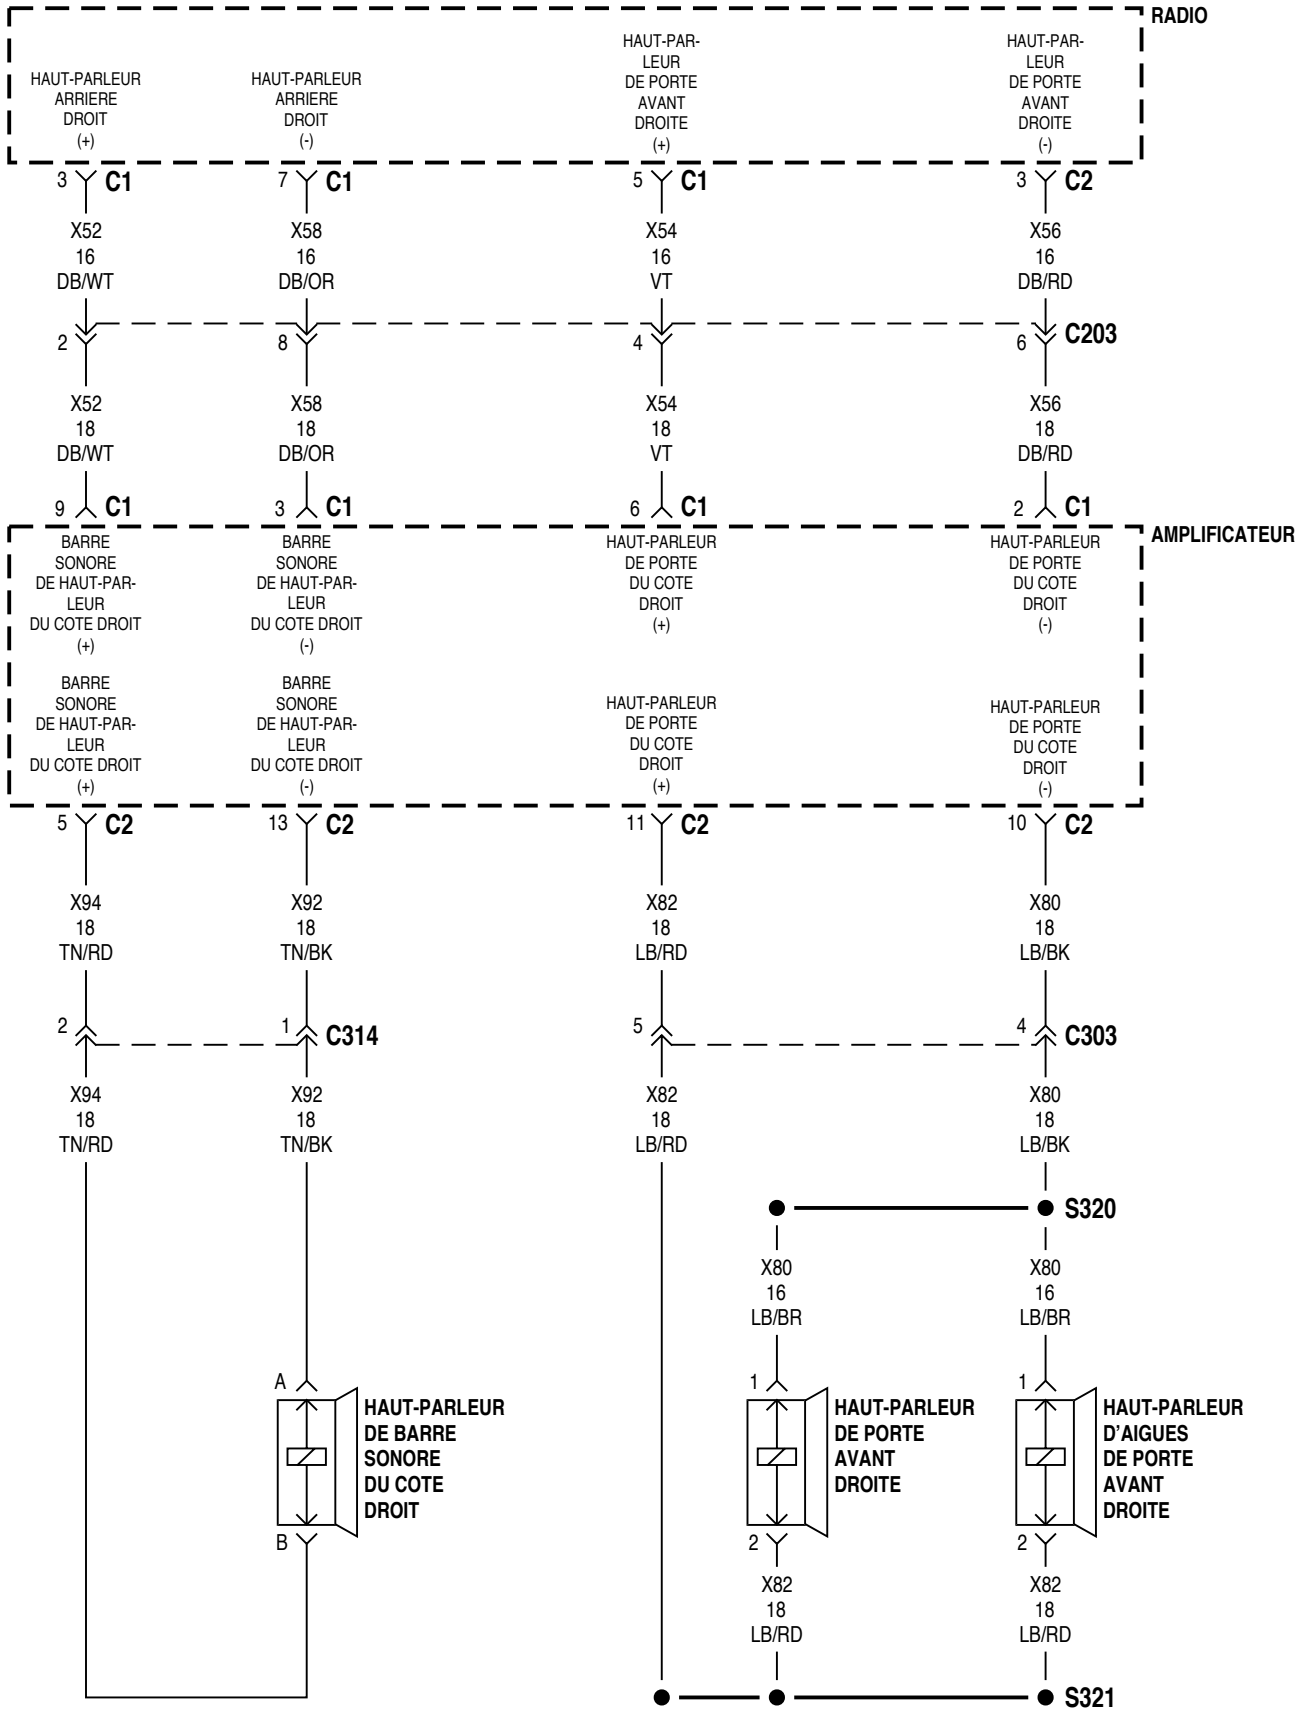 RADIO
HAUT-PARLEUR
ARRIERE
DROIT
(+)
HAUT-PARLEUR
ARRIERE
DROIT
(-)
HAUT-PAR-
LEUR
DE PORTE
AVANT
DROITE
(+)
HAUT-PAR-
LEUR
DE PORTE
AVANT
DROITE
(-)
3 C1
7 C1
5 C1
3 C2
X52
16
DB/WT
X58
16
DB/OR
X54
16
VT
X56
16
DB/RD
2
8
4
6 C203
X52
18
DB/WT
X58
18
DB/OR
X54
18
VT
X56
18
DB/RD
9 C1
3 C1
6 C1
2 C1
AMPLIFICATEUR
BARRE
SONORE
DE HAUT-PAR-
LEUR
DU COTE DROIT
(+)
BARRE
SONORE
DE HAUT-PAR-
LEUR
DU COTE DROIT
(-)
HAUT-PARLEUR
DE PORTE
DU COTE
DROIT
(+)
HAUT-PARLEUR
DE PORTE
DU COTE
DROIT
(-)
BARRE
SONORE
DE HAUT-PAR-
LEUR
DU COTE DROIT
(+)
BARRE
SONORE
DE HAUT-PAR-
LEUR
DU COTE DROIT
(-)
HAUT-PARLEUR
DE PORTE
DU COTE
DROIT
(+)
HAUT-PARLEUR
DE PORTE
DU COTE
DROIT
(-)
5 C2
13 C2
11 C2
10 C2
X94
18
TN/RD
X92
18
TN/BK
X82
18
LB/RD
X80
18
LB/BK
2
1 C314
5
4 C303
X94
18
TN/RD
X92
18
TN/BK
X82
18
LB/RD
X80
18
LB/BK
S320
X80
16
LB/BR
X80
16
LB/BR
A
1
1
HAUT-PARLEUR
DE BARRE
SONORE
DU COTE
DROIT
HAUT-PARLEUR
DE PORTE
AVANT
DROITE
HAUT-PARLEUR
D'AIGUES
DE PORTE
AVANT
DROITE
B
2
2
X82
18
LB/RD
X82
18
LB/RD
S321